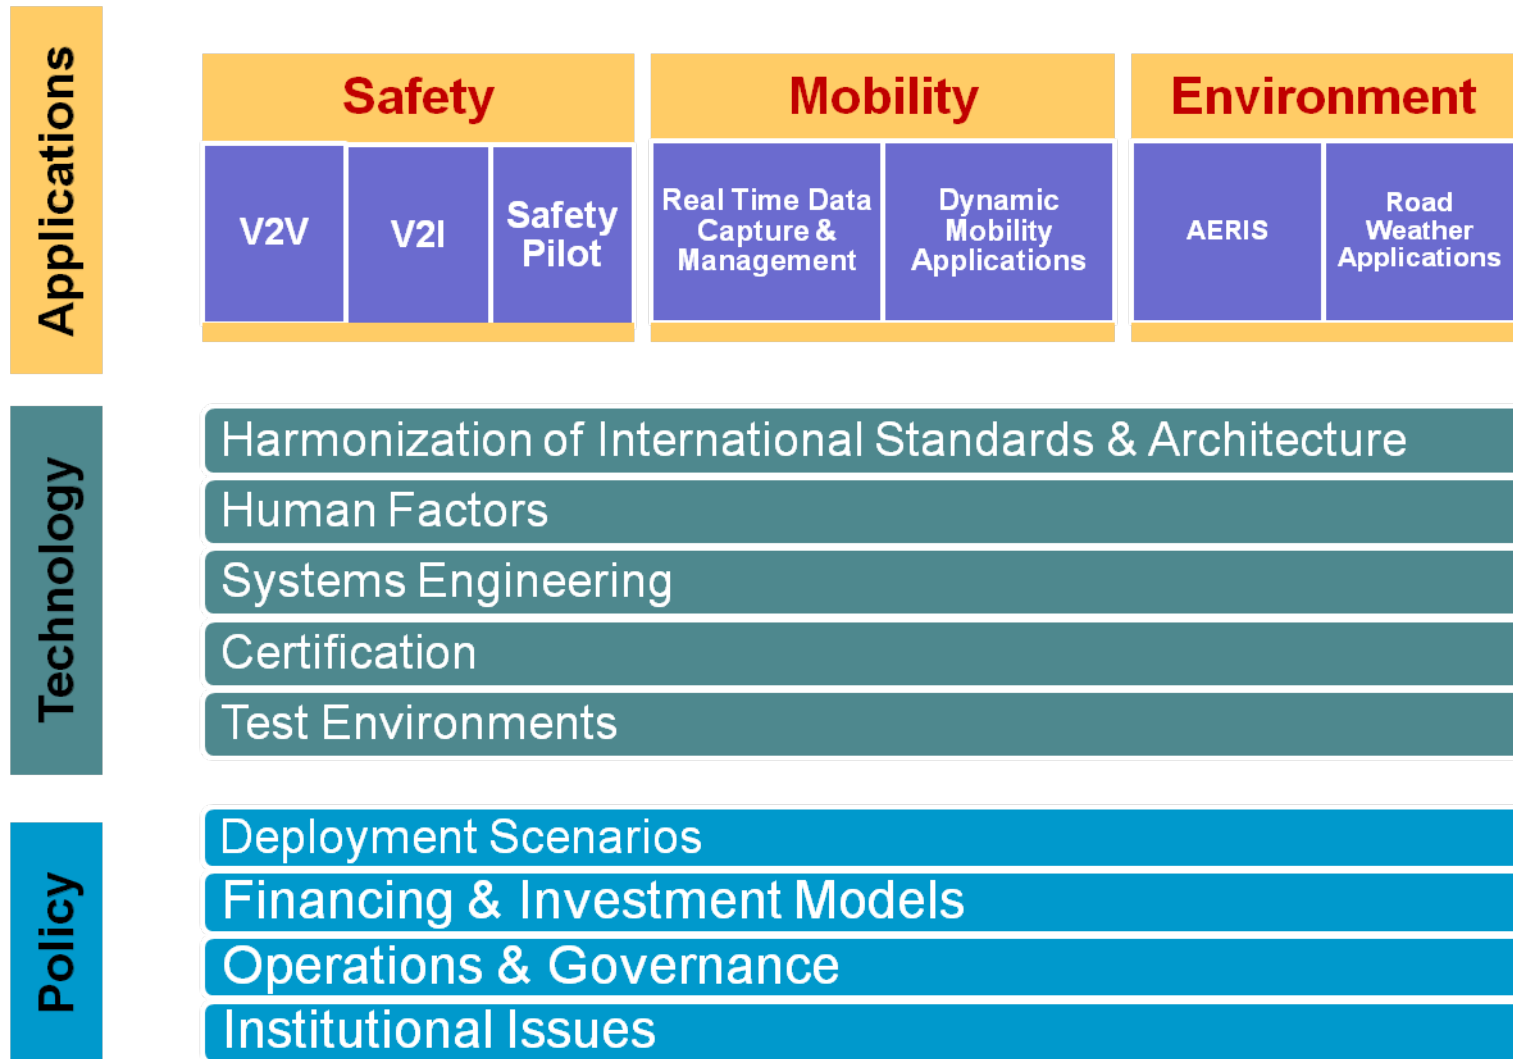 Applications
Safety
Mobility
Environment
V2V
V2I
Safety
Pilot
Real Time Data
Capture &
Management
Dynamic
Mobility
Applications
AERIS
Road
Weather
Applications
Technology
Harmonization of International Standards & Architecture
Human Factors
Systems Engineering
Certification
Test Environments
Policy
Deployment Scenarios
Financing & Investment Models
Operations & Governance
Institutional Issues